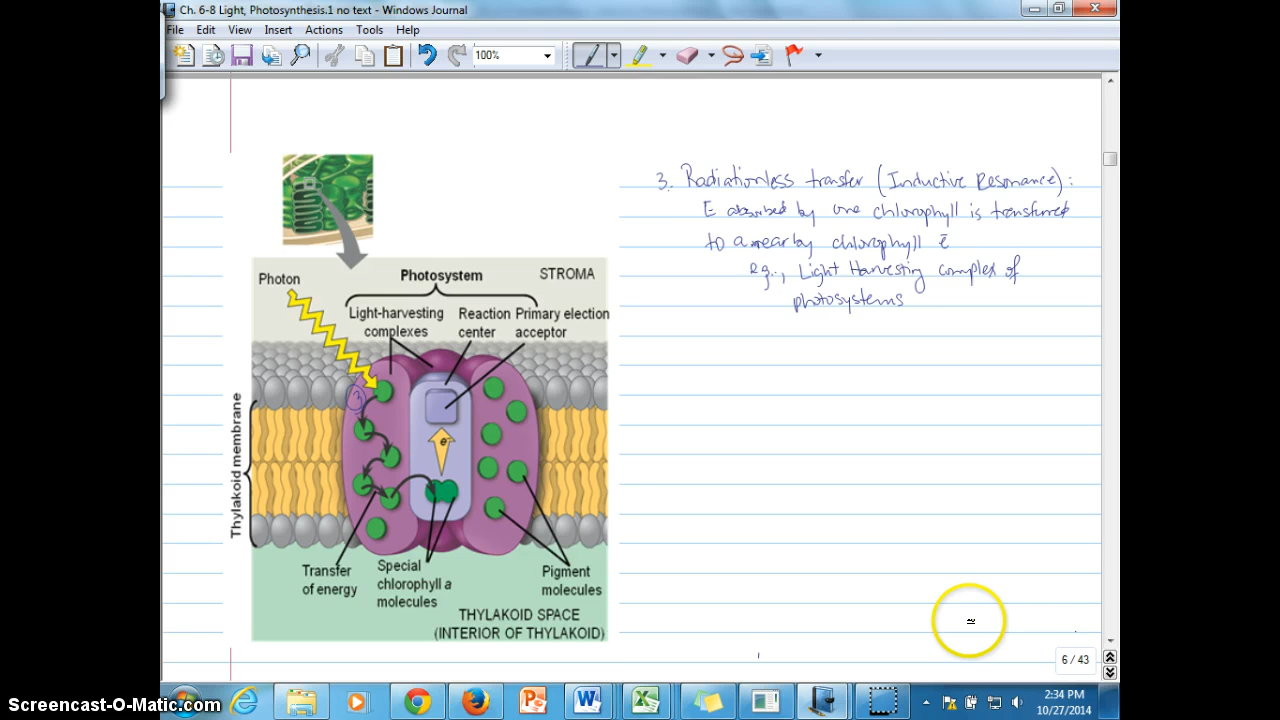 Ch. 6-8 Light, Photosynthesis.1 no text - Windows Journal
File Edit View Insert Actions Tools Help
100%
3. Radiationless transfer (Inductive Resonance):
E absorbed by one chlorophyll is transferred
to a nearby chlorophyll ē
e.g., Light Harvesting complex of
photosystems
Photon
Photosystem
STROMA
Light-harvesting complexes
Reaction center
Primary election acceptor
3
e-
Thylakoid membrane
Transfer of energy
Special chlorophyll a molecules
Pigment molecules
THYLAKOID SPACE
(INTERIOR OF THYLAKOID)
6 / 43
Screencast-O-Matic.com
2:34 PM
10/27/2014